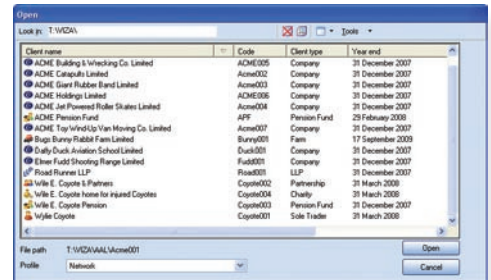 Open
Look in: T:\WIZA\
Tools
Client name Code Client type Year end
ACME Building & Wrecking Co. Limited ACME005 Company 31 December 2007
ACME Catapults Limited Acme002 Company 31 December 2007
ACME Giant Rubber Band Limited Acme003 Company 31 December 2007
ACME Holdings Limited ACME006 Company 31 December 2007
ACME Jet Powered Roller Skates Limited Acme004 Company 31 December 2007
ACME Pension Fund APF Pension Fund 29 February 2008
ACME Toy Wind-Up Van Moving Co. Limited Acme007 Company 31 December 2007
Bugs Bunny Rabbit Farm Limited Bunny001 Farm 17 September 2009
Daffy Duck Aviation School Limited Duck001 Company 31 December 2007
Elmer Fudd Shooting Range Limited Fudd001 Company 31 December 2007
Road Runner LLP Road001 LLP 31 December 2007
Wile E. Coyote & Partners Coyote002 Partnership 31 March 2008
Wile E. Coyote home for injured Coyotes Coyote004 Charity 31 March 2008
Wile E. Coyote Pension Coyote003 Pension Fund 31 December 2007
Wylie Coyote Coyote001 Sole Trader 31 March 2008
File path T:\WIZA\AAL\Acme001 Open
Profile Network Cancel